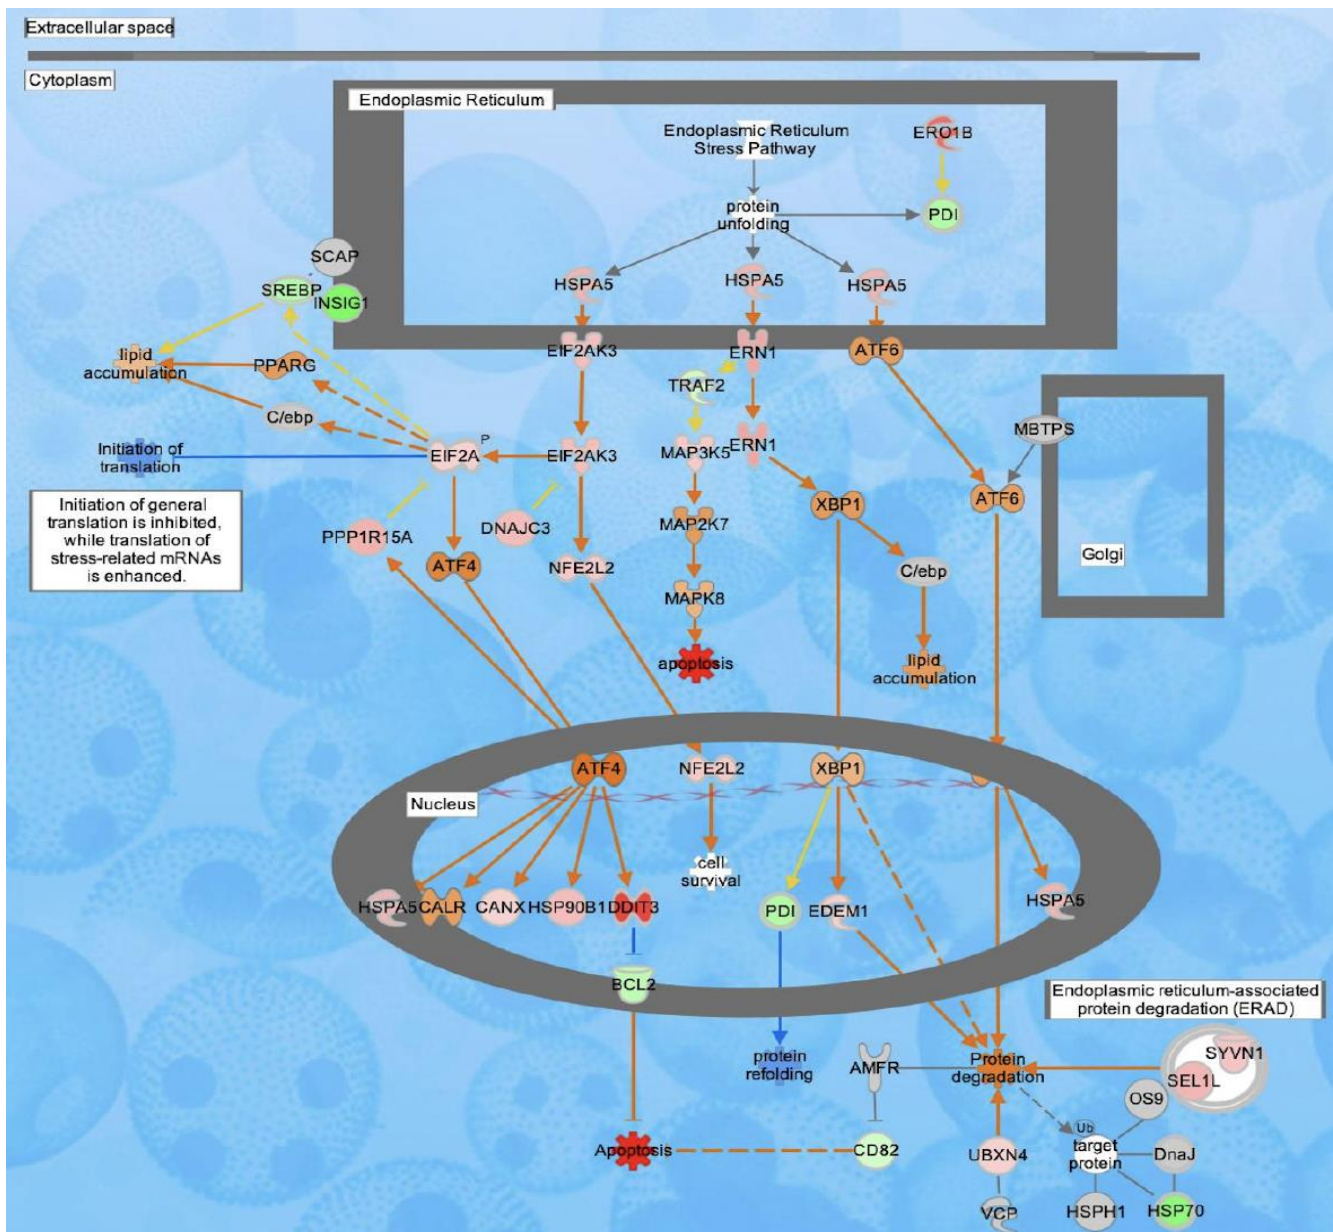 Extracellular space
Cytoplasm
Endoplasmic Reticulum
Endoplasmic Reticulum
Stress Pathway
ERO1B
protein
unfolding
PDI
SCAP
SREBP
INSIG1
HSPA5
HSPA5
HSPA5
EIF2AK3
ERN1
ATF6
lipid
accumulation
PPARG
TRAF2
C/ebp
MBTPS
Initiation of
translation
EIF2A
P
EIF2AK3
MAP3K5
ERN1
XBP1
ATF6
Golgi
Initiation of general
translation is inhibited,
while translation of
stress-related mRNAs
is enhanced.
PPP1R15A
DNAJC3
MAP2K7
ATF4
NFE2L2
C/ebp
MAPK8
apoptosis
lipid
accumulation
ATF4
NFE2L2
XBP1
Nucleus
cell
survival
HSPA5
CALR
CANX
HSP90B1
DDIT3
PDI
EDEM1
HSPA5
BCL2
Endoplasmic reticulum-associated
protein degradation (ERAD)
protein
refolding
AMFR
Protein
degradation
SYVN1
SEL1L
OS9
Ub
Apoptosis
CD82
UBXN4
target
protein
DnaJ
VCP
HSPH1
HSP70